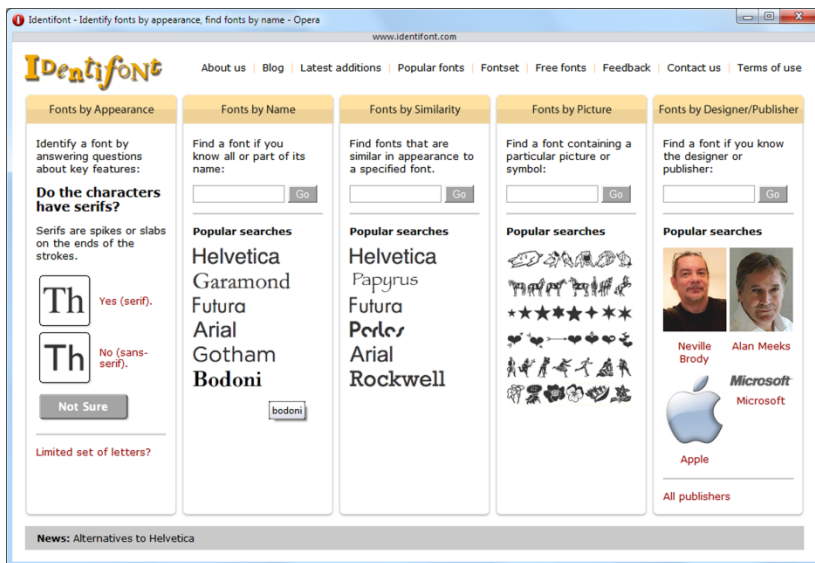 Identifont - Identify fonts by appearance, find fonts by name - Opera
www.identifont.com
IDentifoNt
About us | Blog | Latest additions | Popular fonts | Fontset | Free fonts | Feedback | Contact us | Terms of use
Fonts by Appearance
Identify a font by
answering questions
about key features:
Do the characters
have serifs?
Serifs are spikes or slabs
on the ends of the
strokes.
Th
Yes (serif).
Th
No (sans-
serif).
Not Sure
Limited set of letters?
Fonts by Name
Find a font if you
know all or part of its
name:
Go
Popular searches
Helvetica
Garamond
Futura
Arial
Gotham
Bodoni
bodoni
Fonts by Similarity
Find fonts that are
similar in appearance to
a specified font.
Go
Popular searches
Helvetica
Papyrus
Futura
Perles
Arial
Rockwell
Fonts by Picture
Find a font containing a
particular picture or
symbol:
Go
Popular searches
Fonts by Designer/Publisher
Find a font if you know
the designer or
publisher:
Go
Popular searches
Neville
Brody
Alan Meeks
Microsoft
Microsoft
Apple
All publishers
News: Alternatives to Helvetica